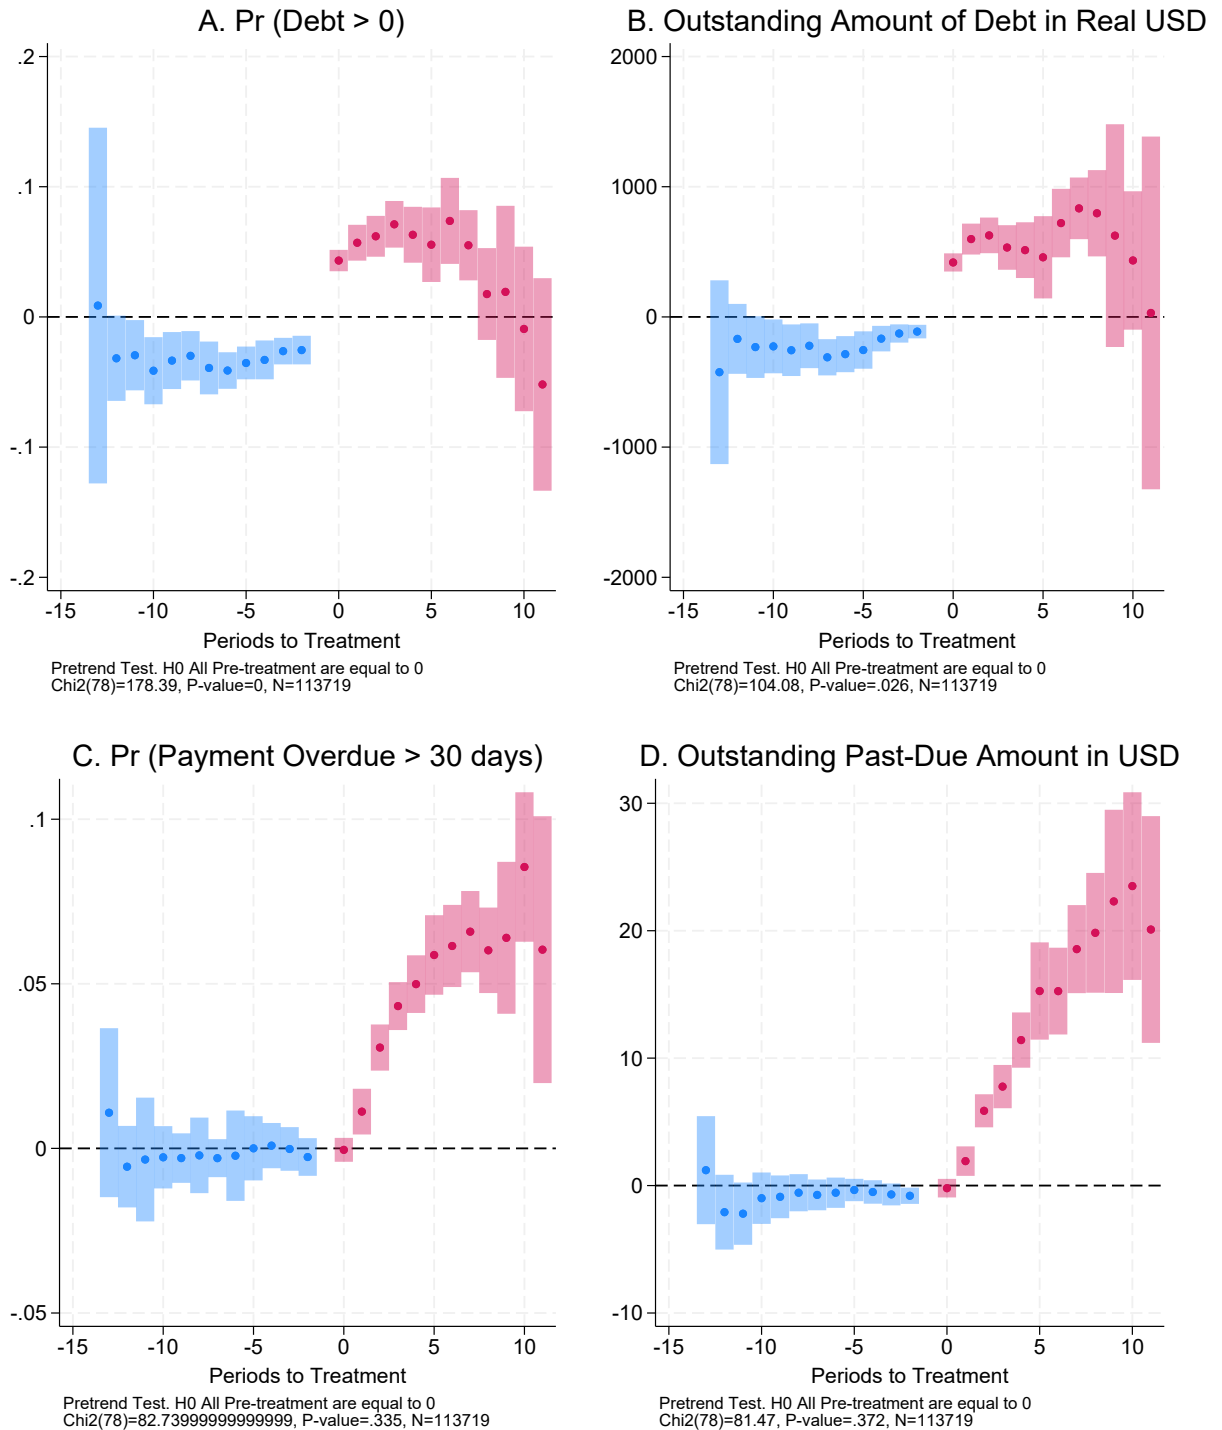 A. Pr (Debt > 0)
.2
.1
0
-.1
-.2
-15 -10 -5 0 5 10
Periods to Treatment
Pretrend Test. H0 All Pre-treatment are equal to 0
Chi2(78)=178.39, P-value=0, N=113719
B. Outstanding Amount of Debt in Real USD
2000
1000
0
-1000
-2000
-15 -10 -5 0 5 10
Periods to Treatment
Pretrend Test. H0 All Pre-treatment are equal to 0
Chi2(78)=104.08, P-value=.026, N=113719
C. Pr (Payment Overdue > 30 days)
.1
.05
0
-.05
-15 -10 -5 0 5 10
Periods to Treatment
Pretrend Test. H0 All Pre-treatment are equal to 0
Chi2(78)=82.73999999999999, P-value=.335, N=113719
D. Outstanding Past-Due Amount in USD
30
20
10
0
-10
-15 -10 -5 0 5 10
Periods to Treatment
Pretrend Test. H0 All Pre-treatment are equal to 0
Chi2(78)=81.47, P-value=.372, N=113719